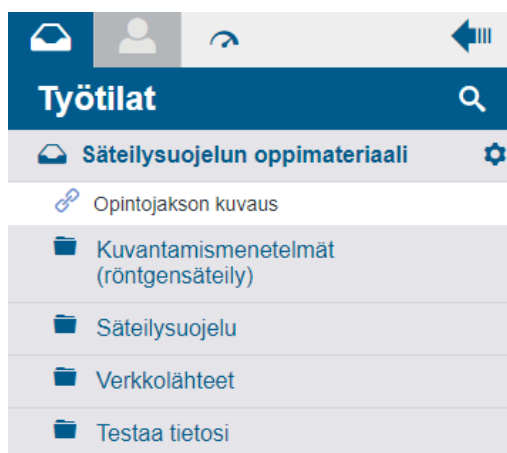 Työtilat
Säteilysuojelun oppimateriaali
Opintojakson kuvaus
Kuvantamismenetelmät
(röntgensäteily)
Säteilysuojelu
Verkkolähteet
Testaa tietosi